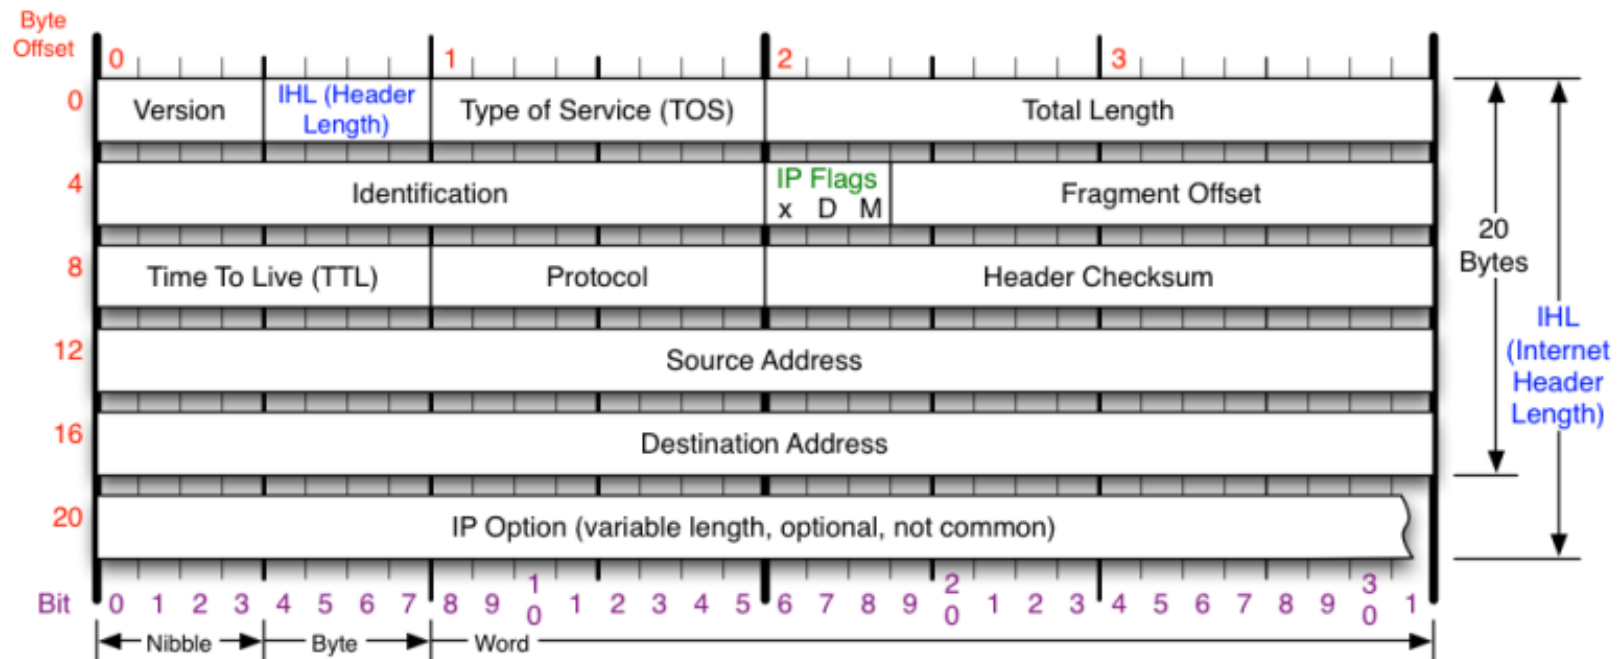 Byte
Offset
0 1 2 3
0 Version IHL (Header Length) Type of Service (TOS) Total Length
4 Identification IP Flags x D M Fragment Offset
8 Time To Live (TTL) Protocol Header Checksum
12 Source Address
16 Destination Address
20 IP Option (variable length, optional, not common)
20
Bytes
IHL
(Internet
Header
Length)
Bit 0 1 2 3 4 5 6 7 8 9 10 1 2 3 4 5 6 7 8 9 20 1 2 3 4 5 6 7 8 9 30 1
Nibble Byte Word